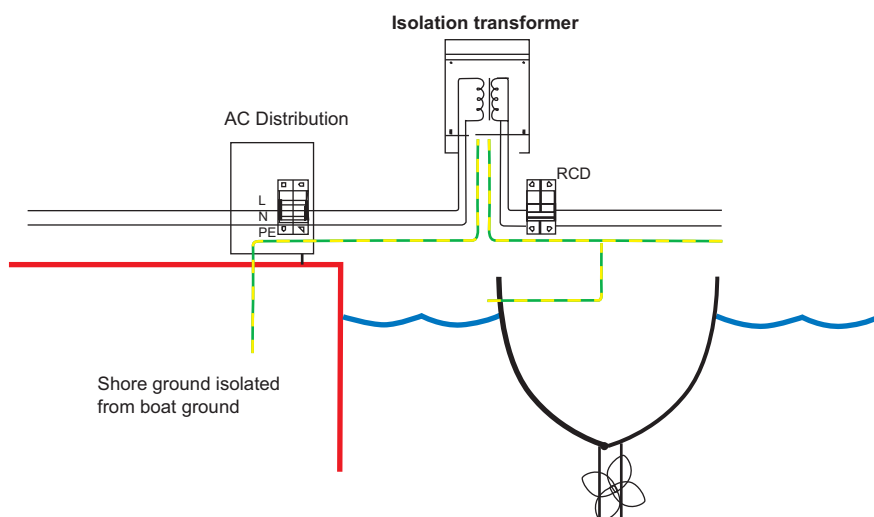 Isolation transformer
AC Distribution
RCD
L
N
PE
Shore ground isolated
from boat ground